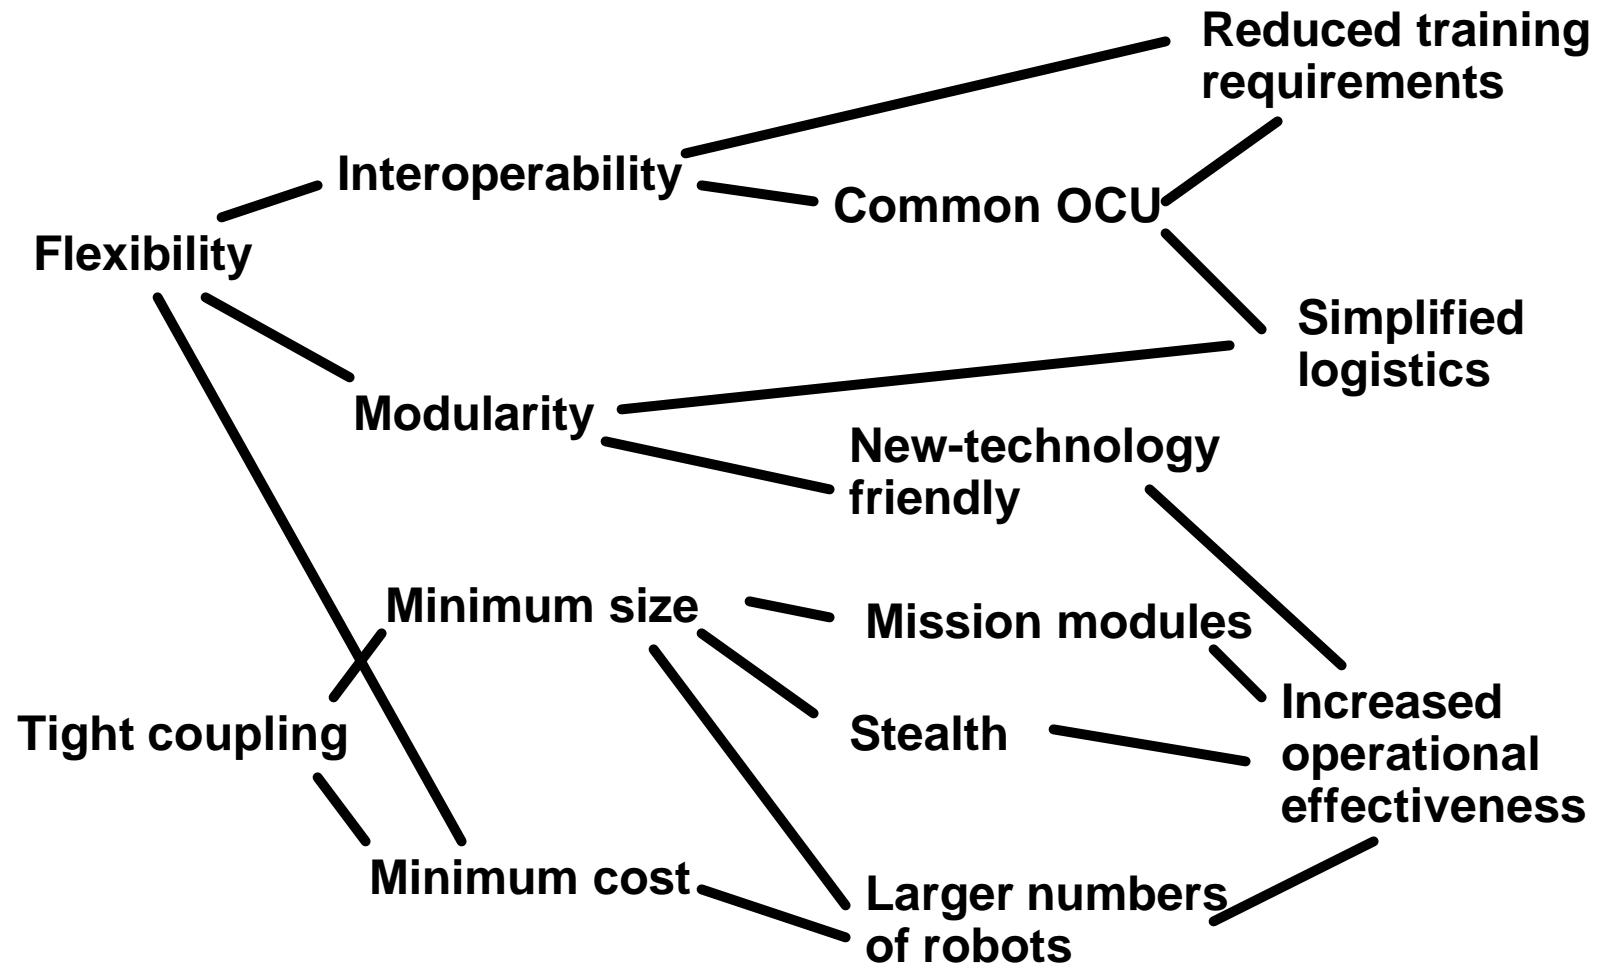 Reduced training
requirements
Interoperability
Common OCU
Flexibility
Simplified
logistics
Modularity
New-technology
friendly
Minimum size
Mission modules
Increased
operational
effectiveness
Tight coupling
Stealth
Minimum cost
Larger numbers
of robots